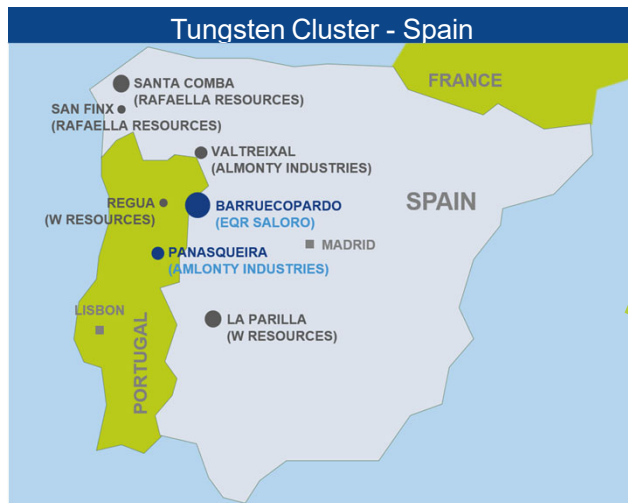 Tungsten Cluster - Spain
FRANCE
SANTA COMBA
(RAFAELLA RESOURCES)
SAN FINX
(RAFAELLA RESOURCES)
VALTREIXAL
(ALMONTY INDUSTRIES)
REGUA
(W RESOURCES)
BARRUECOPARDO
(EQR SALORO)
SPAIN
MADRID
PANASQUEIRA
(AMLONTY INDUSTRIES)
LISBON
LA PARILLA
(W RESOURCES)
PORTUGAL